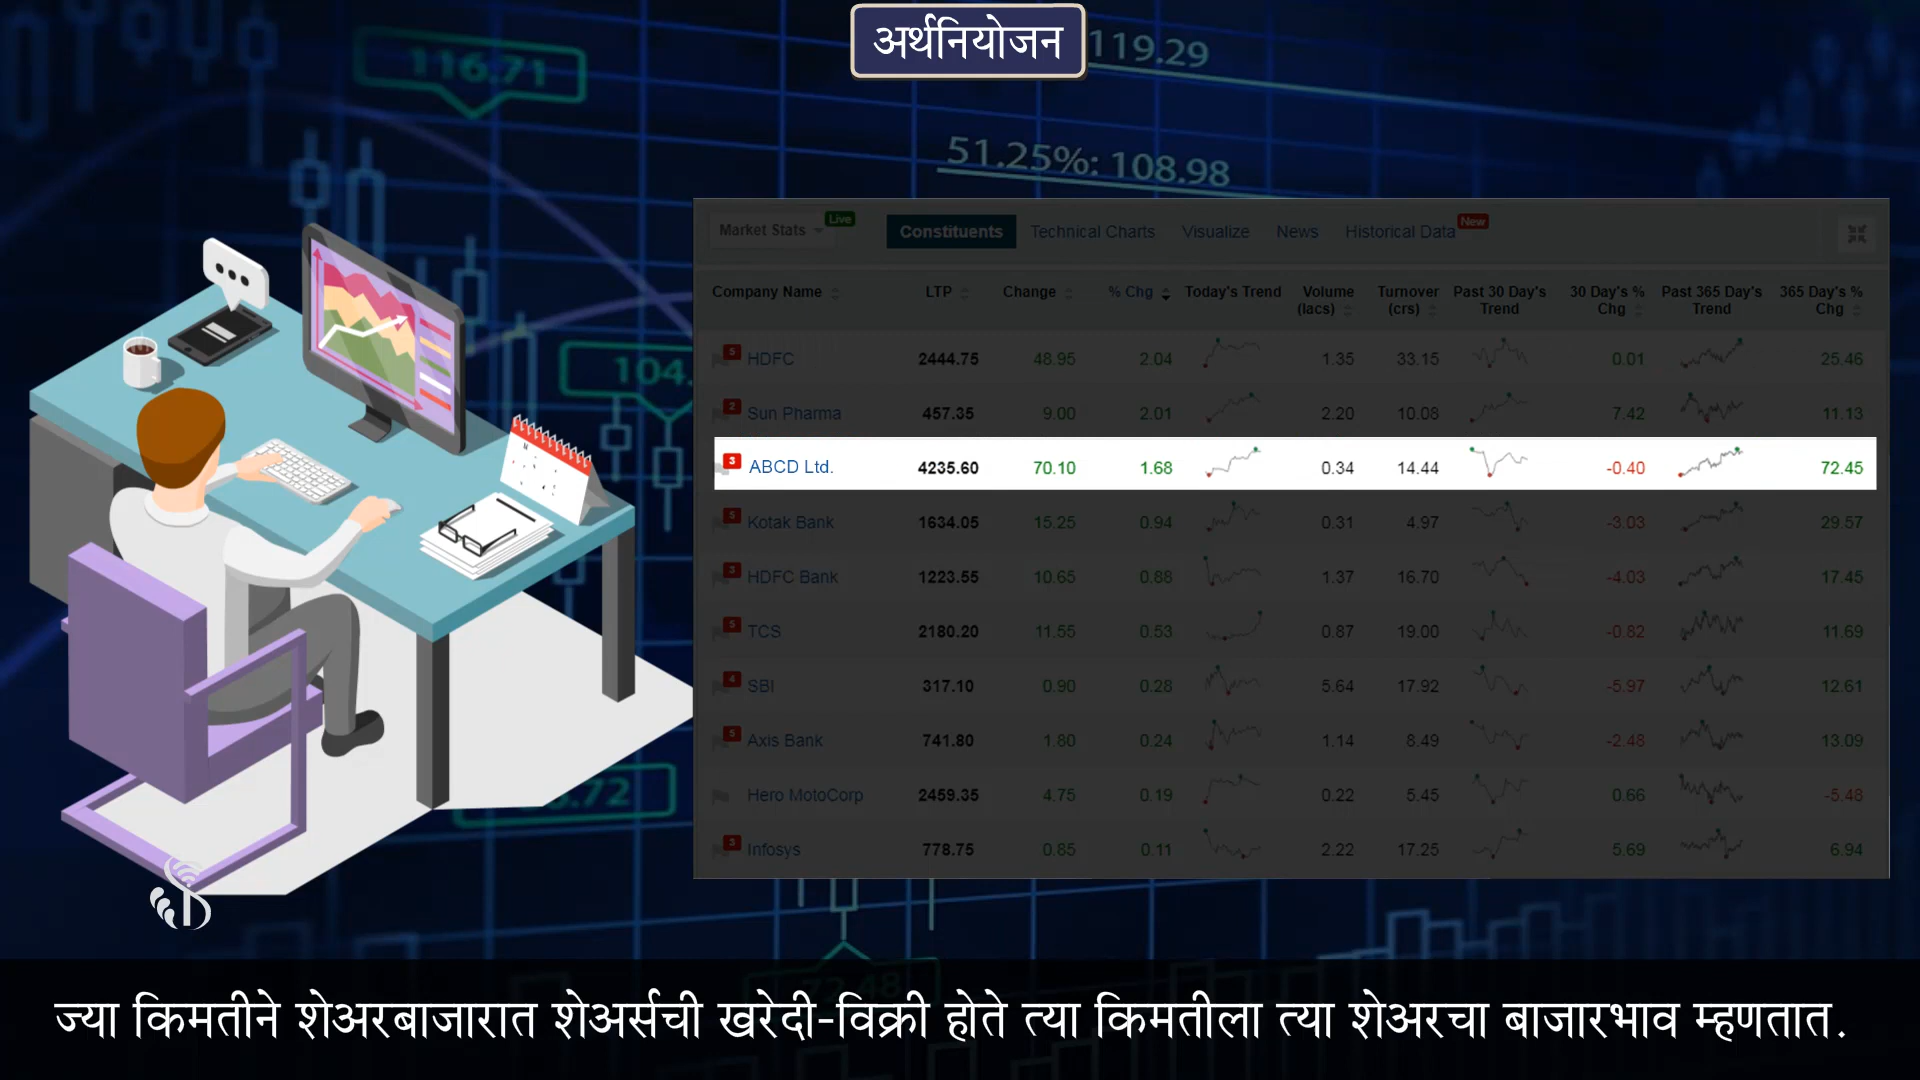 अर्थनियोजन
116.71
119.29
51.25%: 108.98
Market Stats Live Constituents Technical Charts Visualize News Historical Data New
Company Name LTP Change % Chg Today's Trend Volume (lacs) Turnover (crs) Past 30 Day's Trend 30 Day's % Chg Past 365 Day's Trend 365 Day's % Chg
5 HDFC 2444.75 48.95 2.04 1.35 33.15 0.01 25.46
2 Sun Pharma 457.35 9.00 2.01 2.20 10.08 7.42 11.13
3 ABCD Ltd. 4235.60 70.10 1.68 0.34 14.44 -0.40 72.45
5 Kotak Bank 1634.05 15.25 0.94 0.31 4.97 -3.03 29.57
3 HDFC Bank 1223.55 10.65 0.88 1.37 16.70 -4.03 17.45
5 TCS 2180.20 11.55 0.53 0.87 19.00 -0.82 11.69
4 SBI 317.10 0.90 0.28 5.64 17.92 -5.97 12.61
5 Axis Bank 741.80 1.80 0.24 1.14 8.49 -2.48 13.09
Hero MotoCorp 2459.35 4.75 0.19 0.22 5.45 0.66 -5.48
3 Infosys 778.75 0.85 0.11 2.22 17.25 5.69 6.94
104.
ज्या किमतीने शेअरबाजारात शेअर्सची खरेदी-विक्री होते त्या किमतीला त्या शेअरचा बाजारभाव म्हणतात.